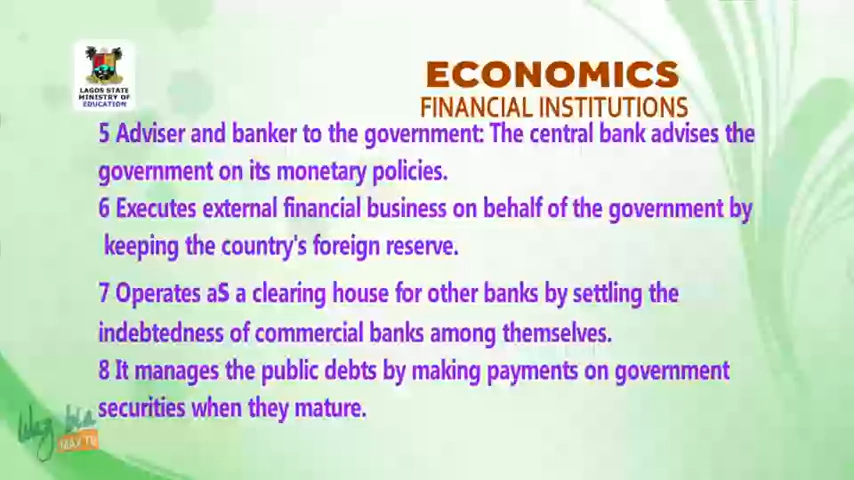 LAGOS STATE
MINISTRY OF
EDUCATION
ECONOMICS
FINANCIAL INSTITUTIONS
5 Adviser and banker to the government: The central bank advises the
government on its monetary policies.
6 Executes external financial business on behalf of the government by
keeping the country's foreign reserve.
7 Operates aS a clearing house for other banks by settling the
indebtedness of commercial banks among themselves.
8 It manages the public debts by making payments on government
securities when they mature.